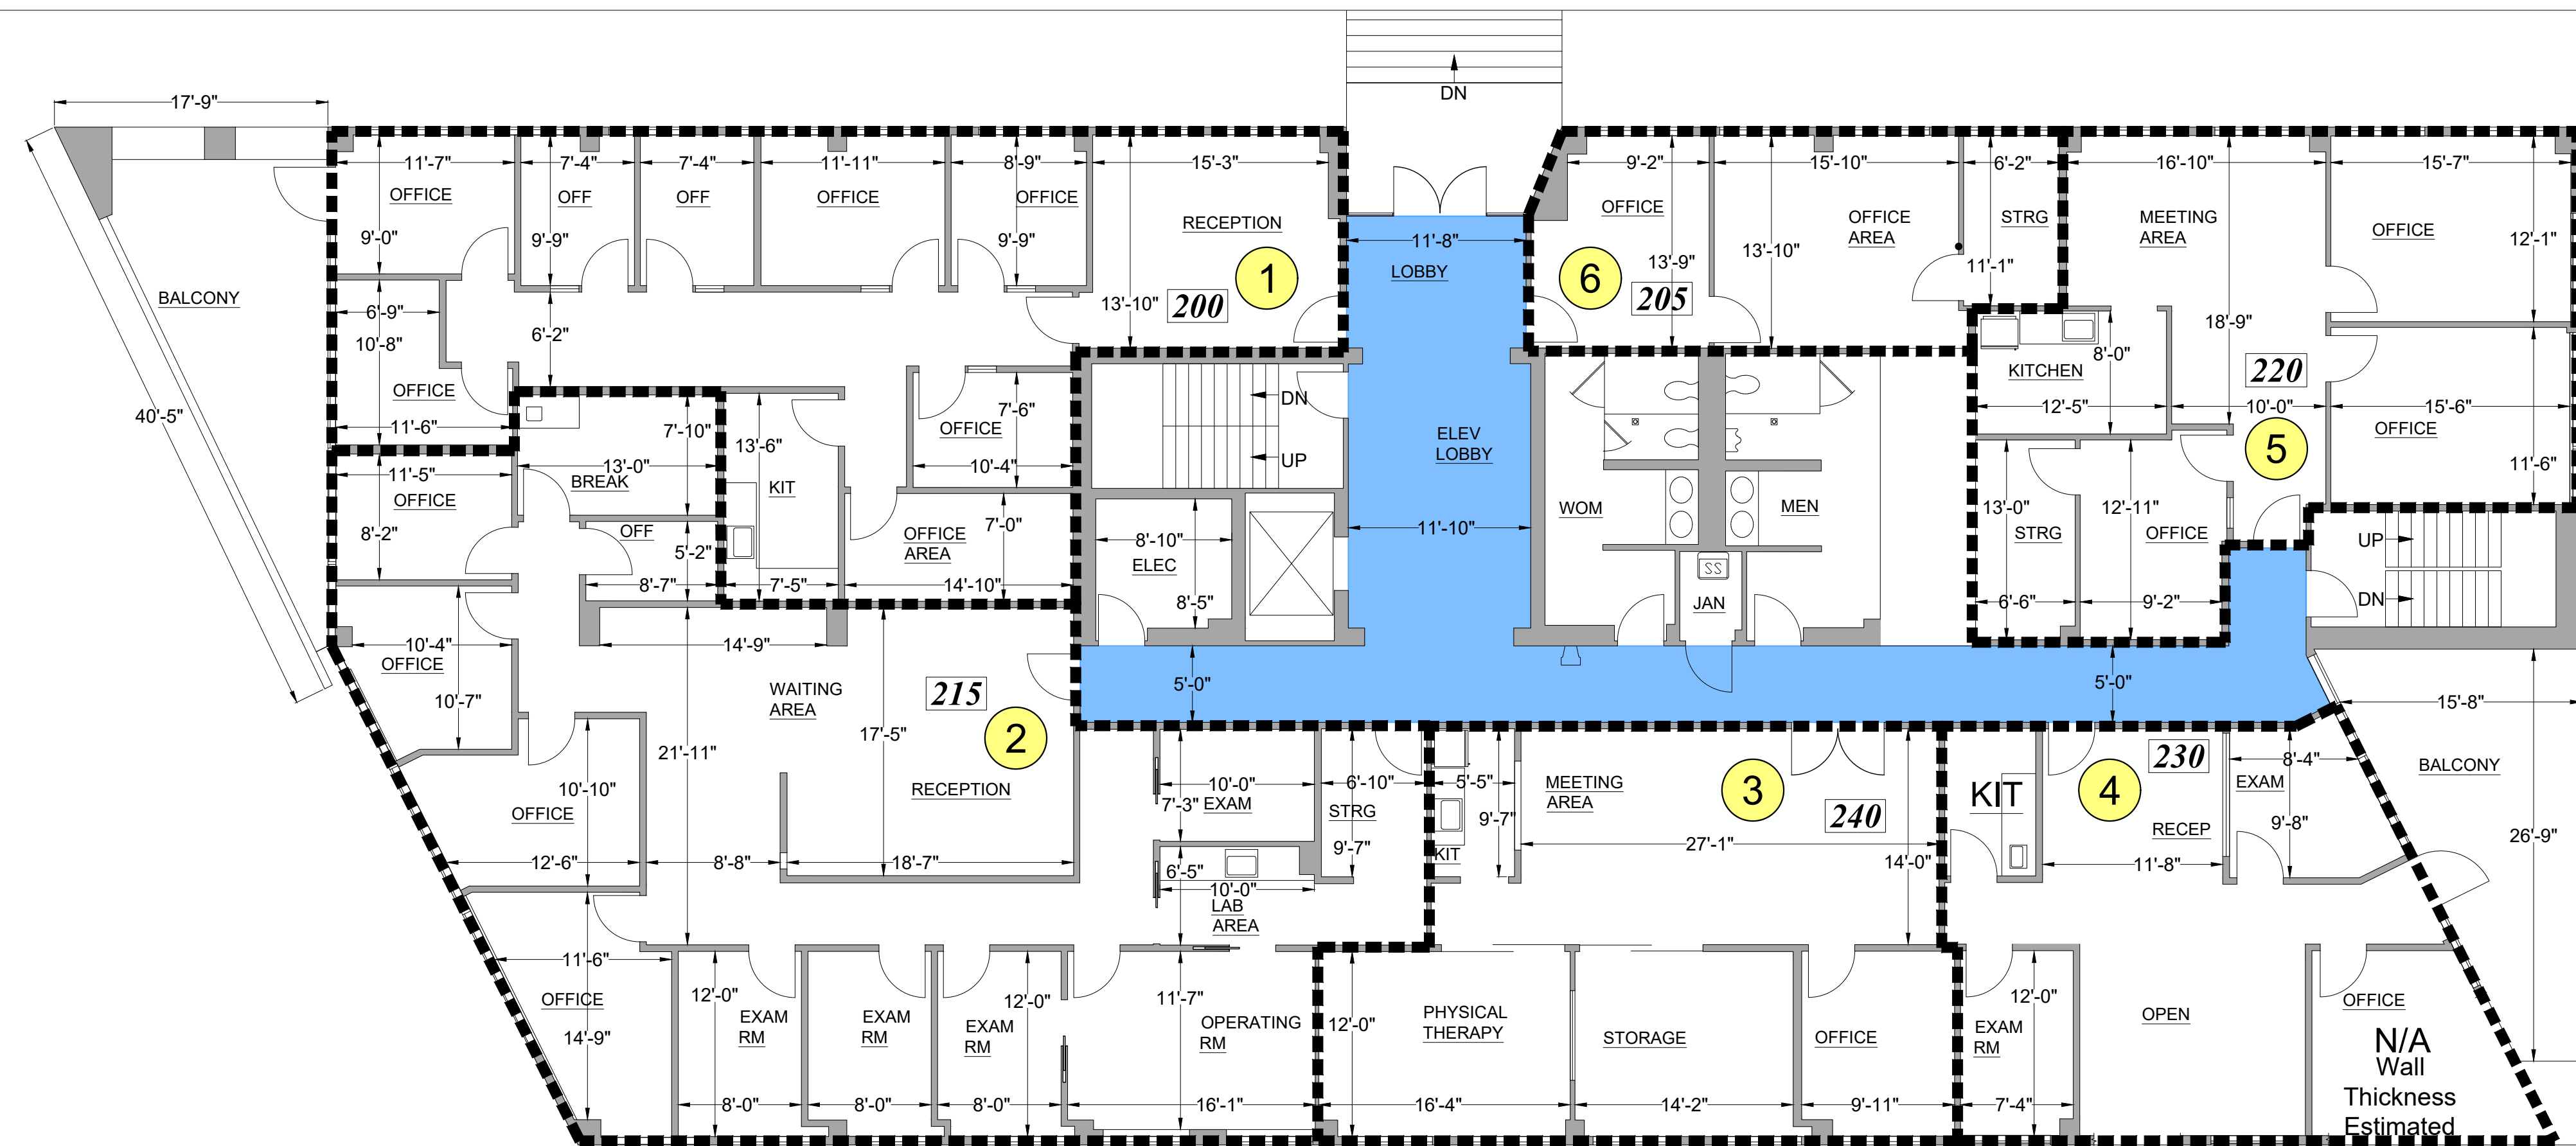 DN
17'-9"
11'-7"
7'-4"
7'-4"
11'-11"
8'-9"
15'-3"
9'-2"
15'-10"
6'-2"
16'-10"
15'-7"
OFFICE
OFF
OFF
OFFICE
OFFICE
RECEPTION
OFFICE
OFFICE
AREA
STRG
MEETING
AREA
OFFICE
9'-0"
9'-9"
9'-9"
11'-8"
LOBBY
13'-9"
13'-10"
11'-1"
12'-1"
BALCONY
1
200
13'-10"
6
205
6'-9"
10'-8"
6'-2"
18'-9"
8'-0"
KITCHEN
220
OFFICE
DN
40'-5"
11'-6"
7'-10"
13'-6"
OFFICE
7'-6"
10'-4"
UP
ELEV
LOBBY
12'-5"
10'-0"
15'-6"
OFFICE
11'-6"
5
11'-5"
OFFICE
13'-0"
BREAK
KIT
8'-2"
OFF
5'-2"
8'-7"
7'-5"
OFFICE
AREA
7'-0"
14'-10"
8'-10"
ELEC
8'-5"
11'-10"
WOM
MEN
JAN
13'-0"
STRG
6'-6"
12'-11"
OFFICE
9'-2"
UP
DN
10'-4"
OFFICE
10'-7"
14'-9"
WAITING
AREA
215
2
5'-0"
5'-0"
15'-8"
21'-11"
17'-5"
RECEPTION
10'-10"
OFFICE
12'-6"
8'-8"
18'-7"
10'-0"
7'-3"
EXAM
6'-10"
STRG
9'-7"
5'-5"
9'-7"
KIT
MEETING
AREA
3
240
27'-1"
14'-0"
KIT
4
230
RECEP
11'-8"
EXAM
8'-4"
9'-8"
BALCONY
26'-9"
6'-5"
10'-0"
LAB
AREA
11'-6"
OFFICE
14'-9"
12'-0"
EXAM
RM
EXAM
RM
12'-0"
EXAM
RM
11'-7"
OPERATING
RM
12'-0"
PHYSICAL
THERAPY
STORAGE
OFFICE
12'-0"
EXAM
RM
OPEN
OFFICE
N/A
Wall
Thickness
Estimated
8'-0"
8'-0"
8'-0"
16'-1"
16'-4"
14'-2"
9'-11"
7'-4"